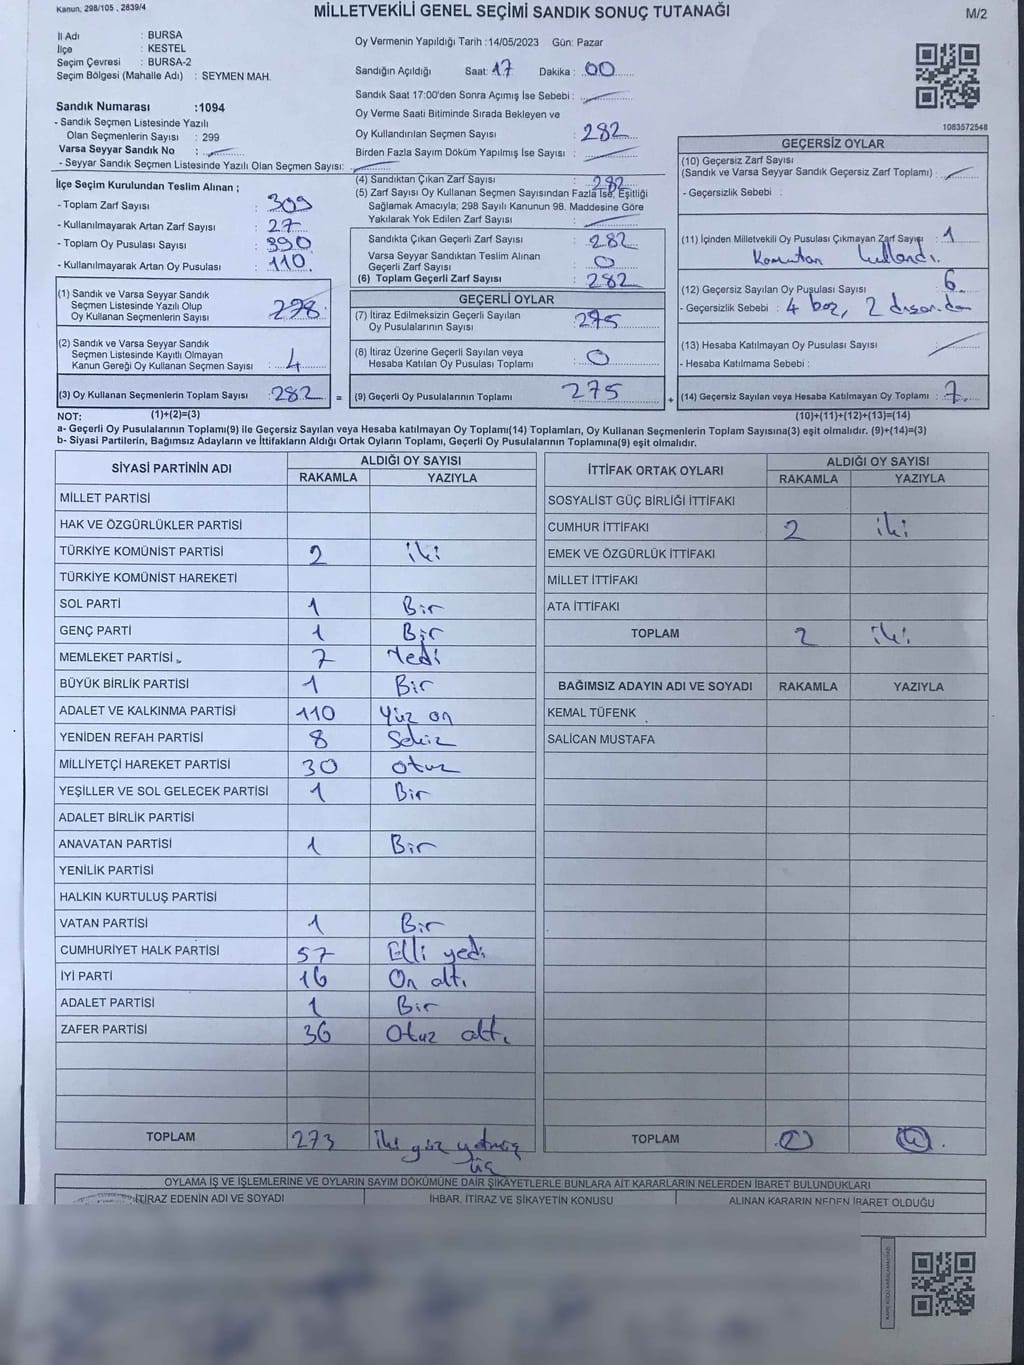 Kanun, 298/105 , 2839/4
MİLLETVEKİLİ GENEL SEÇİMİ SANDIK SONUÇ TUTANAĞI
M/2
İl Adı : BURSA
İlçe : KESTEL
Seçim Çevresi : BURSA-2
Seçim Bölgesi (Mahalle Adı) : SEYMEN MAH.
Sandık Numarası :1094
- Sandık Seçmen Listesinde Yazılı
Olan Seçmenlerin Sayısı : 299
Varsa Seyyar Sandık No :
- Seyyar Sandık Seçmen Listesinde Yazılı Olan Seçmen Sayısı:
Oy Vermenin Yapıldığı Tarih :14/05/2023 Gün: Pazar
Sandığın Açıldığı Saat: 17 Dakika : 00
Sandık Saat 17:00'den Sonra Açımış İse Sebebi :
Oy Verme Saati Bitiminde Sırada Bekleyen ve
Oy Kullandırılan Seçmen Sayısı : 282
Birden Fazla Sayım Döküm Yapılmış İse Sayısı :
1083572548
İlçe Seçim Kurulundan Teslim Alınan ;
- Toplam Zarf Sayısı : 309
- Kullanılmayarak Artan Zarf Sayısı : 27
- Toplam Oy Pusulası Sayısı : 390
- Kullanılmayarak Artan Oy Pusulası : 110
(1) Sandık ve Varsa Seyyar Sandık
Seçmen Listesinde Yazılı Olup
Oy Kullanan Seçmenlerin Sayısı : 278
(2) Sandık ve Varsa Seyyar Sandık
Seçmen Listesinde Kayıtlı Olmayan
Kanun Gereği Oy Kullanan Seçmen Sayısı : 4
(3) Oy Kullanan Seçmenlerin Toplam Sayısı : 282 =
(4) Sandıktan Çıkan Zarf Sayısı : 282
(5) Zarf Sayısı Oy Kullanan Seçmen Sayısından Fazla İse, Eşitliği
Sağlamak Amacıyla; 298 Sayılı Kanunun 98. Maddesine Göre
Yakılarak Yok Edilen Zarf Sayısı :
Sandıkta Çıkan Geçerli Zarf Sayısı : 282
Varsa Seyyar Sandıktan Teslim Alınan
Geçerli Zarf Sayısı : 0
(6) Toplam Geçerli Zarf Sayısı : 282
GEÇERLİ OYLAR
(7) İtiraz Edilmeksizin Geçerli Sayılan
Oy Pusulalarının Sayısı : 275
(8) İtiraz Üzerine Geçerli Sayılan veya
Hesaba Katılan Oy Pusulası Toplamı : 0
(9) Geçerli Oy Pusulalarının Toplamı : 275 +
GEÇERSİZ OYLAR
(10) Geçersiz Zarf Sayısı
(Sandık ve Varsa Seyyar Sandık Geçersiz Zarf Toplamı) :
- Geçersizlik Sebebi :
(11) İçinden Milletvekili Oy Pusulası Çıkmayan Zarf Sayısı : 1
kullandı.
(12) Geçersiz Sayılan Oy Pusulası Sayısı : 6
- Geçersizlik Sebebi : 4 boş, 2
(13) Hesaba Katılmayan Oy Pusulası Sayısı
- Hesaba Katılmama Sebebi :
(14) Geçersiz Sayılan veya Hesaba Katılmayan Oy Toplamı : 7
NOT: (1)+(2)=(3)
(10)+(11)+(12)+(13)=(14)
a- Geçerli Oy Pusulalarının Toplamı(9) ile Geçersiz Sayılan veya Hesaba katılmayan Oy Toplamı(14) Toplamları, Oy Kullanan Seçmenlerin Toplam Sayısına(3) eşit olmalıdır. (9)+(14)=(3)
b- Siyasi Partilerin, Bağımsız Adayların ve İttifakların Aldığı Ortak Oyların Toplamı, Geçerli Oy Pusulalarının Toplamına(9) eşit olmalıdır.
SİYASİ PARTİNİN ADI ALDIĞI OY SAYISI
RAKAMLA YAZIYLA
MİLLET PARTİSİ
HAK VE ÖZGÜRLÜKLER PARTİSİ
TÜRKİYE KOMÜNİST PARTİSİ 2 iki
TÜRKİYE KOMÜNİST HAREKETİ
SOL PARTİ 1 Bir
GENÇ PARTİ 1 Bir
MEMLEKET PARTİSİ 7 Yedi
BÜYÜK BİRLİK PARTİSİ 1 Bir
ADALET VE KALKINMA PARTİSİ 110 Yüz on
YENİDEN REFAH PARTİSİ 8 Sekiz
MİLLİYETÇİ HAREKET PARTİSİ 30 Otuz
YEŞİLLER VE SOL GELECEK PARTİSİ 1 Bir
ADALET BİRLİK PARTİSİ
ANAVATAN PARTİSİ 1 Bir
YENİLİK PARTİSİ
HALKIN KURTULUŞ PARTİSİ
VATAN PARTİSİ 1 Bir
CUMHURİYET HALK PARTİSİ 57 Elli yedi
İYİ PARTİ 16 On altı
ADALET PARTİSİ 1 Bir
ZAFER PARTİSİ 36 Otuz altı
TOPLAM 273 iki yüz yetmiş
üç
İTTİFAK ORTAK OYLARI ALDIĞI OY SAYISI
RAKAMLA YAZIYLA
SOSYALİST GÜÇ BİRLİĞİ İTTİFAKI
CUMHUR İTTİFAKI 2 iki
EMEK VE ÖZGÜRLÜK İTTİFAKI
MİLLET İTTİFAKI
ATA İTTİFAKI
TOPLAM 2 iki
BAĞIMSIZ ADAYIN ADI VE SOYADI RAKAMLA YAZIYLA
KEMAL TÜFENK
SALİCAN MUSTAFA
TOPLAM
OYLAMA İŞ VE İŞLEMLERİNE VE OYLARIN SAYIM DÖKÜMÜNE DAİR ŞİKAYETLERLE BUNLARA AİT KARARLARIN NELERDEN İBARET BULUNDUKLARI
İTİRAZ EDENİN ADI VE SOYADI İHBAR, İTİRAZ VE ŞİKAYETİN KONUSU ALINAN KARARIN NEDEN İBARET OLDUĞU